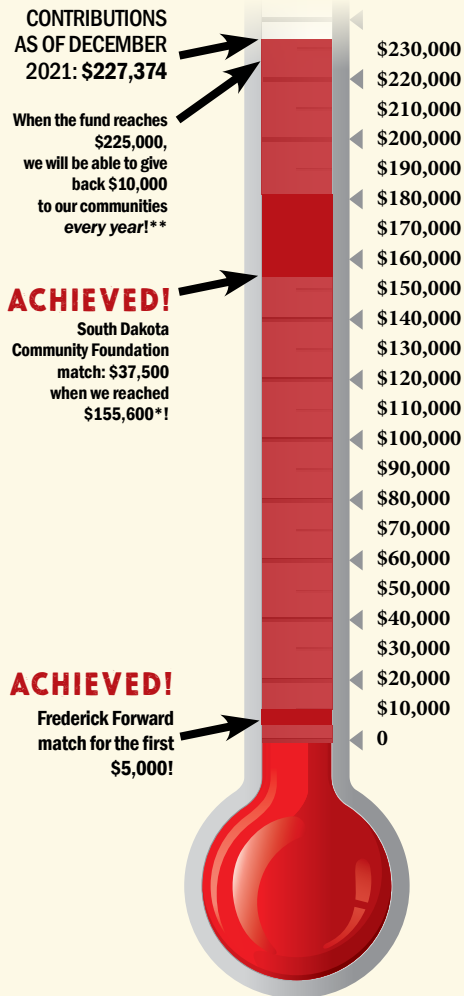 CONTRIBUTIONS
AS OF DECEMBER
2021: $227,374
When the fund reaches
$225,000,
we will be able to give
back $10,000
to our communities
every year!**
ACHIEVED!
South Dakota
Community Foundation
match: $37,500
when we reached
$155,600*!
ACHIEVED!
Frederick Forward
match for the first
$5,000!
$230,000
$220,000
$210,000
$200,000
$190,000
$180,000
$170,000
$160,000
$150,000
$140,000
$130,000
$120,000
$110,000
$100,000
$90,000
$80,000
$70,000
$60,000
$50,000
$40,000
$30,000
$20,000
$10,000
0